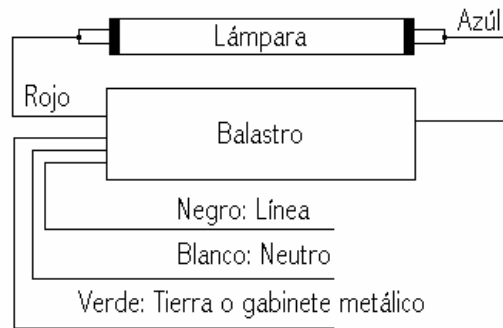 Lámpara
Azúl
Rojo
Balastro
Negro: Línea
Blanco: Neutro
Verde: Tierra o gabinete metálico